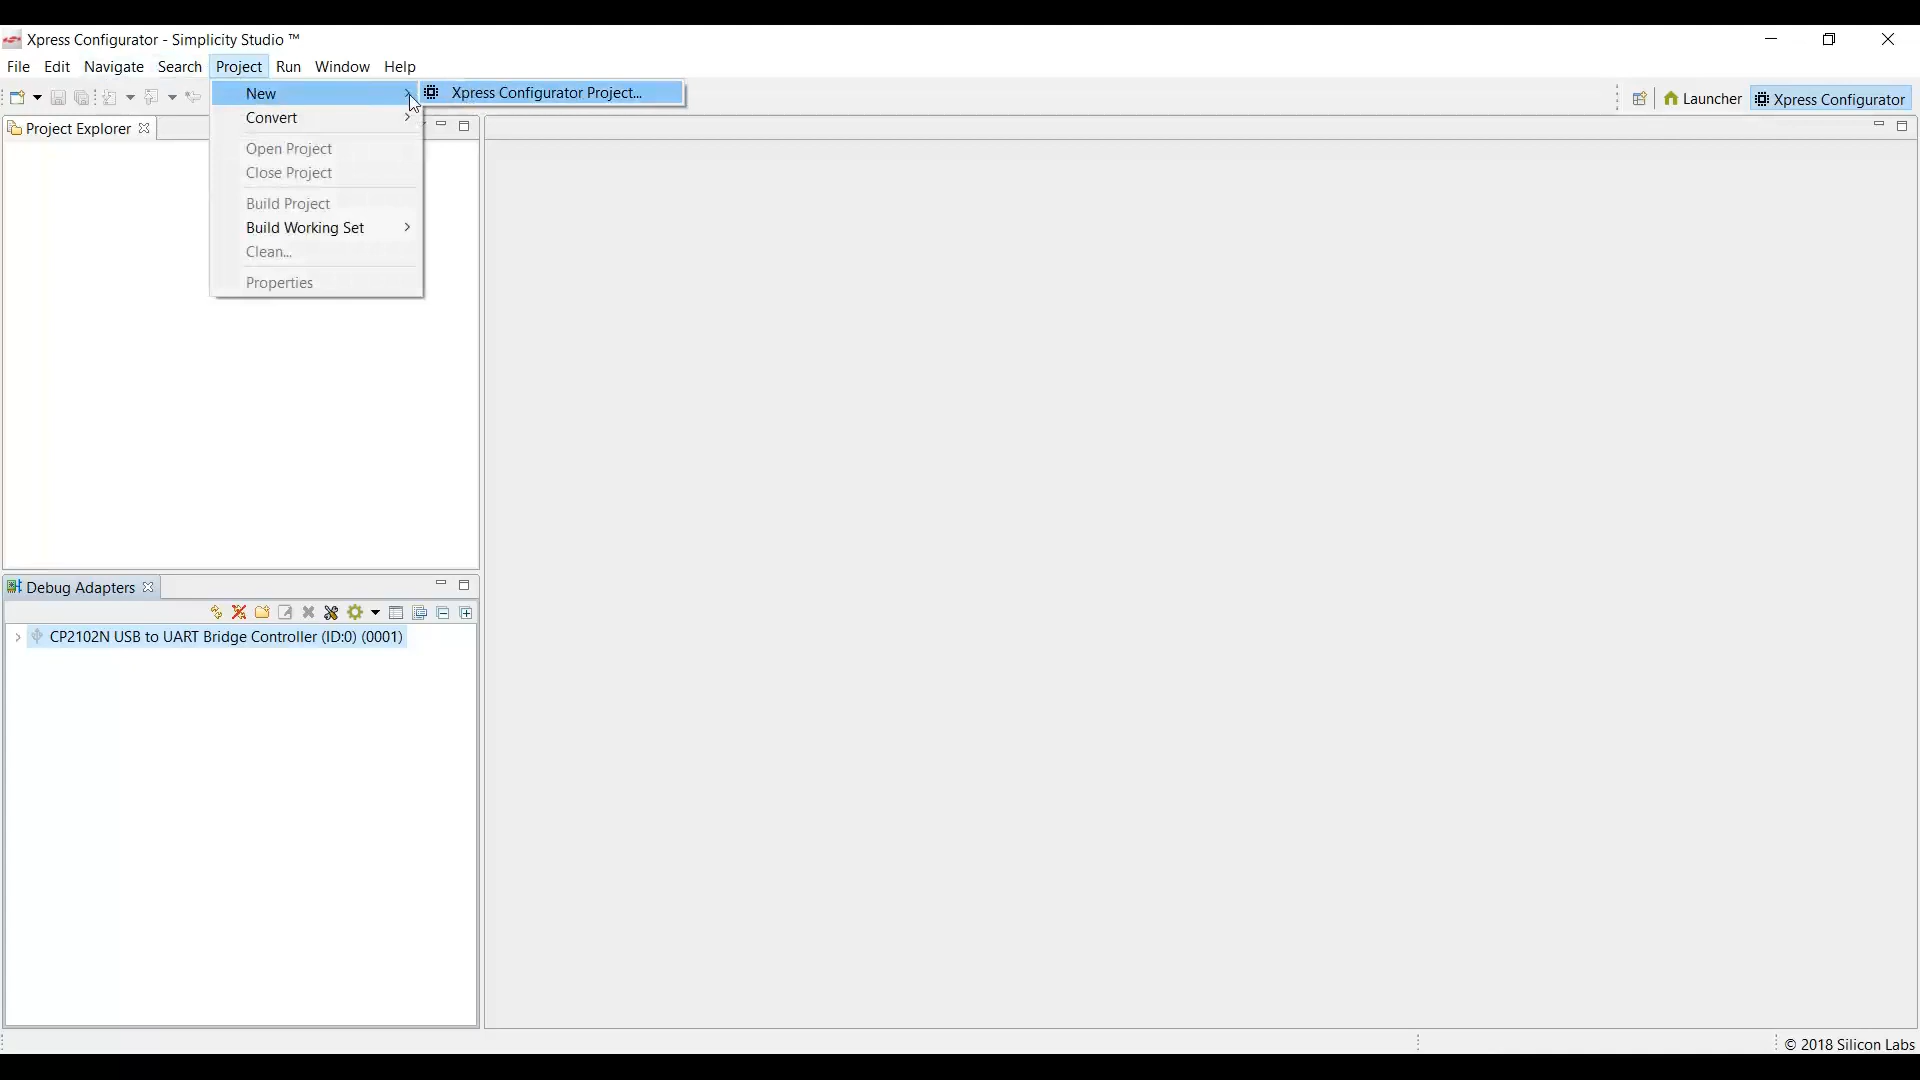 Xpress Configurator - Simplicity Studio ™
File Edit Navigate Search Project Run Window Help
New
Xpress Configurator Project...
Convert
Open Project
Close Project
Build Project
Build Working Set
Clean...
Properties
Launcher
Xpress Configurator
Project Explorer
Debug Adapters
CP2102N USB to UART Bridge Controller (ID:0) (0001)
© 2018 Silicon Labs